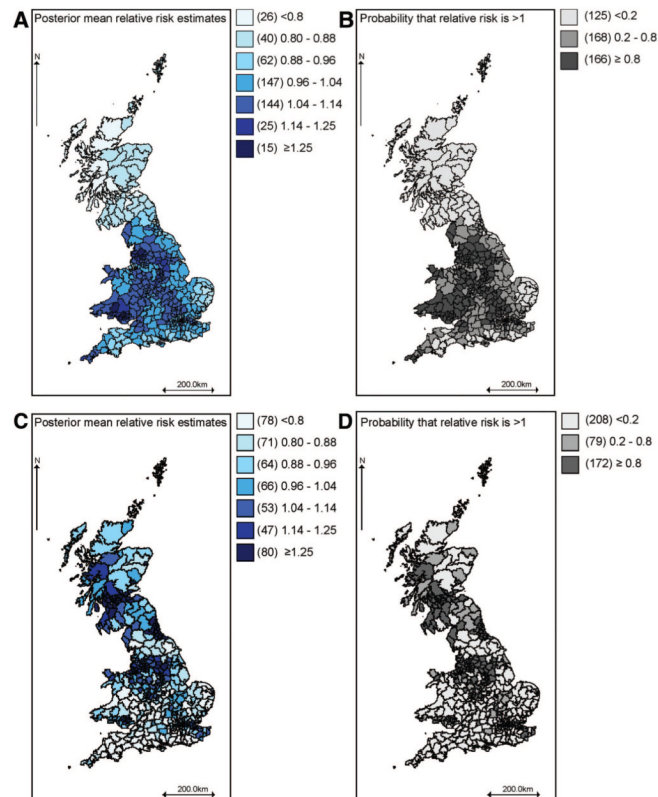 A
Posterior mean relative risk estimates
N
200.0km
(26) <0.8
(40) 0.80 - 0.88
(62) 0.88 - 0.96
(147) 0.96 - 1.04
(144) 1.04 - 1.14
(25) 1.14 - 1.25
(15) ≥1.25
B
Probability that relative risk is >1
N
200.0km
(125) <0.2
(168) 0.2 - 0.8
(166) ≥ 0.8
C
Posterior mean relative risk estimates
N
200.0km
(78) <0.8
(71) 0.80 - 0.88
(64) 0.88 - 0.96
(66) 0.96 - 1.04
(53) 1.04 - 1.14
(47) 1.14 - 1.25
(80) ≥1.25
D
Probability that relative risk is >1
N
200.0km
(208) <0.2
(79) 0.2 - 0.8
(172) ≥ 0.8